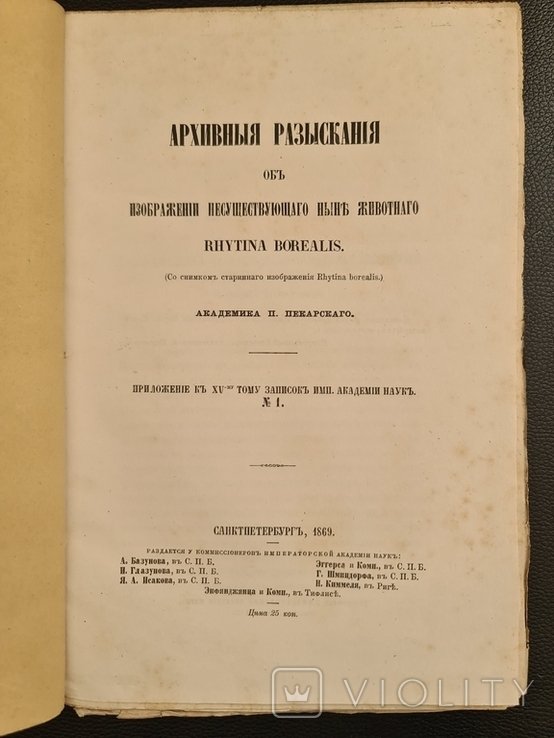 АРХИВНЫЯ РАЗЫСКАНІЯ
ОБЪ
ИЗОБРАЖЕНІИ НЕСУЩЕСТВУЮЩАГО НЫНѢ ЖИВОТНАГО
RHYTINA BOREALIS.
(Со снимкомъ стариннаго изображенія Rhytina borealis.)
АКАДЕМИКА П. ПЕКАРСКАГО.
ПРИЛОЖЕНІЕ КЪ XV-му ТОМУ ЗАПИСОКЪ ИМП. АКАДЕМІИ НАУКЪ.
№ 1.
САНКТПЕТЕРБУРГЪ, 1869.
РАЗДАЕТСЯ У КОММИССІОНЕРОВЪ ИМПЕРАТОРСКОЙ АКАДЕМІИ НАУКЪ:
А. Базунова, въ С. П. Б.
И. Глазунова, въ С. П. Б.
Я. А. Исакова, въ С. П. Б.
Эггерса и Комп., въ С. П. Б.
Г. Шмицдорфа, въ С. П. Б.
Н. Киммеля, въ Ригѣ.
Энфянджянца и Комп., въ Тифлисѣ.
Цѣна 25 коп.
VIOLITY